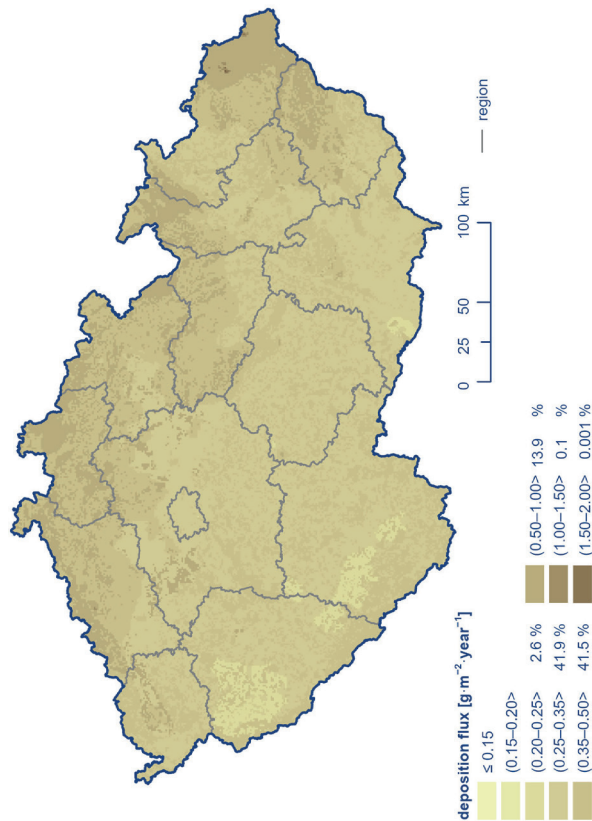 deposition flux [g·m⁻²·year⁻¹]
≤ 0.15
(0.15–0.20>
(0.20–0.25> 2.6 %
(0.25–0.35> 41.9 %
(0.35–0.50> 41.5 %
(0.50–1.00> 13.9 %
(1.00–1.50> 0.1 %
(1.50–2.00> 0.001 %
0 25 50 100 km
region